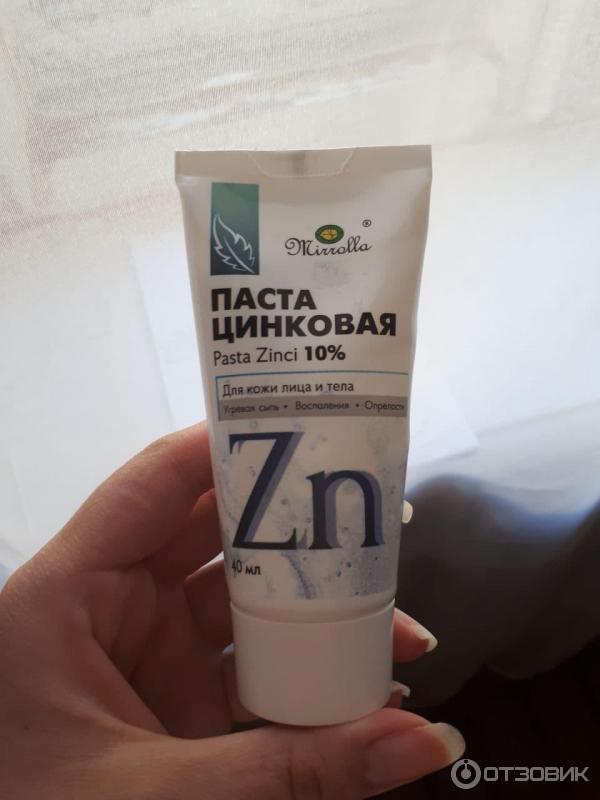 Mirrolla ®
ПАСТА
ЦИНКОВАЯ
Pasta Zinci 10%
Для кожи лица и тела
Угревая сыпь • Воспаления • Опрелости
Zn
40 мл
ОТЗОВИК